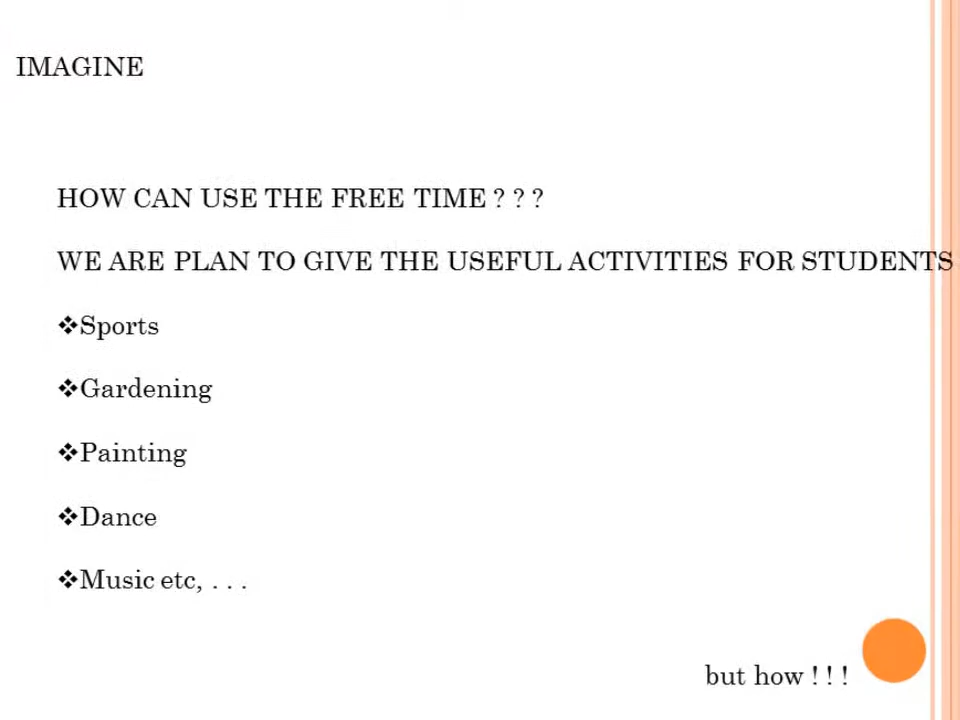 IMAGINE
HOW CAN USE THE FREE TIME ? ? ?
WE ARE PLAN TO GIVE THE USEFUL ACTIVITIES FOR STUDENTS
❖Sports
❖Gardening
❖Painting
❖Dance
❖Music etc, . . .
but how ! ! !